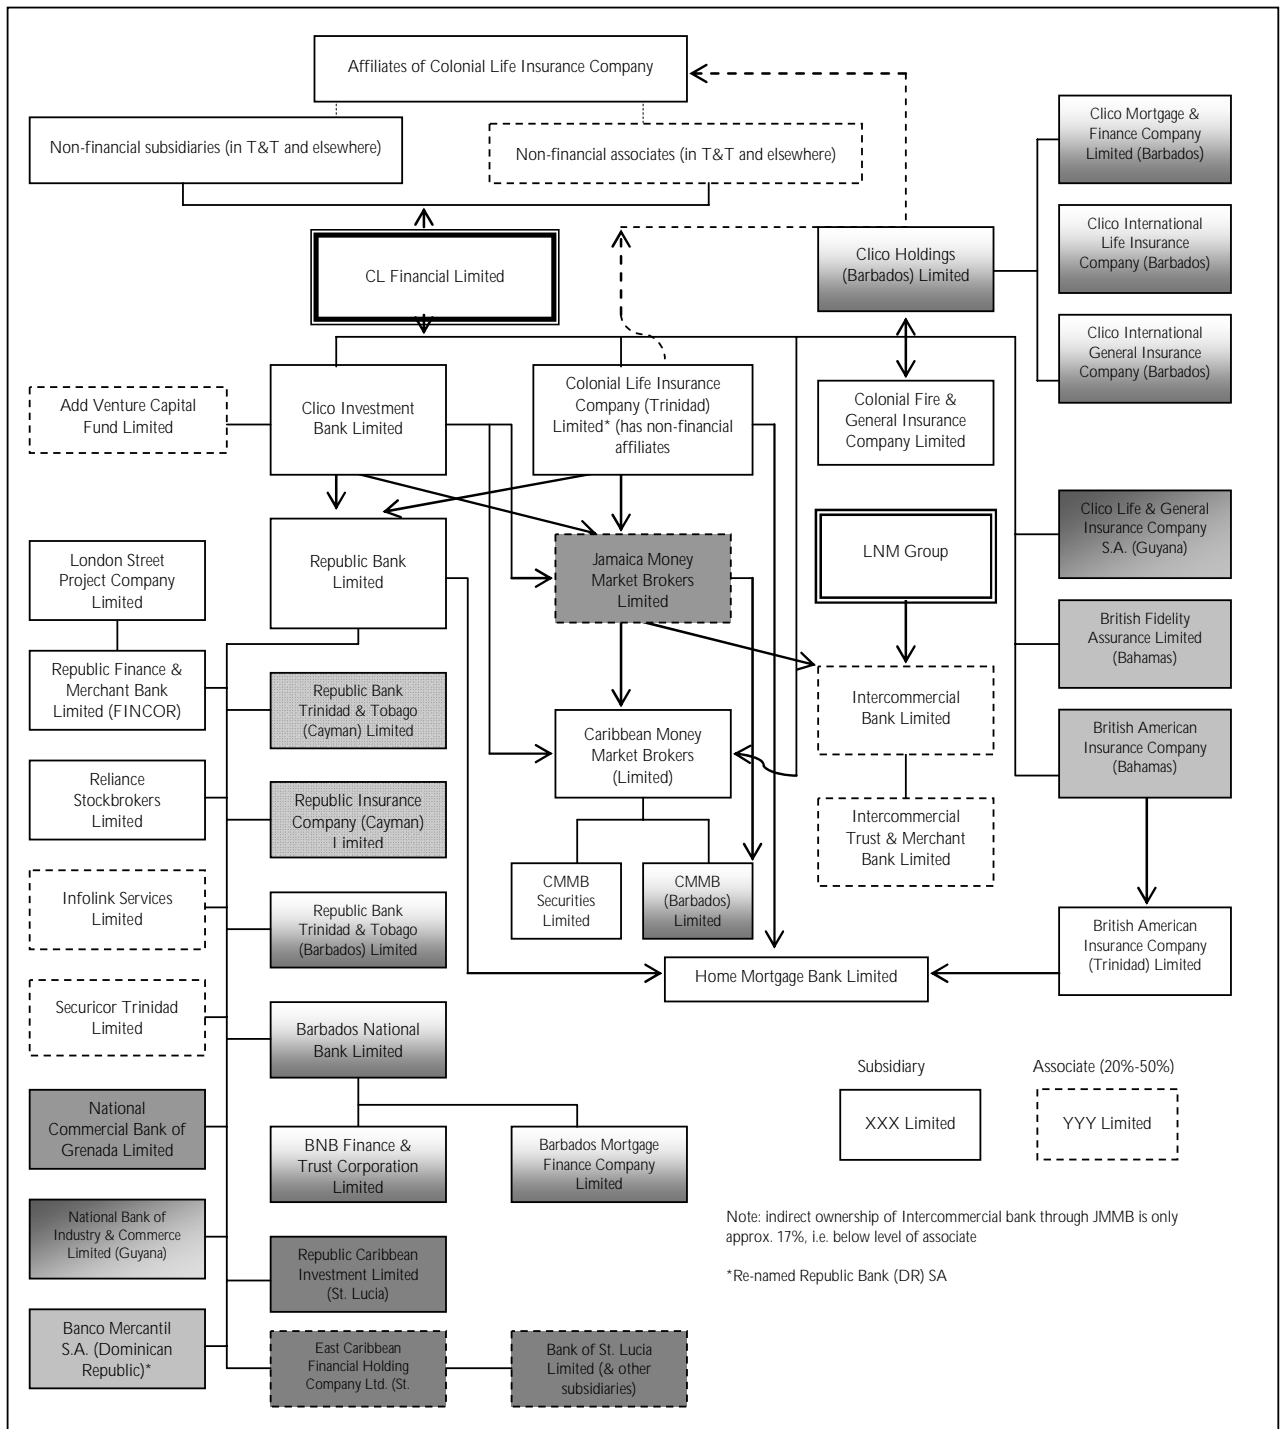 Affiliates of Colonial Life Insurance Company
Non-financial subsidiaries (in T&T and elsewhere)
Non-financial associates (in T&T and elsewhere)
Clico Mortgage &
Finance Company
Limited (Barbados)
CL Financial Limited
Clico Holdings
(Barbados) Limited
Clico International
Life Insurance
Company (Barbados)
Clico International
General Insurance
Company (Barbados)
Add Venture Capital
Fund Limited
Clico Investment
Bank Limited
Colonial Life Insurance
Company (Trinidad)
Limited* (has non-financial
affiliates
Colonial Fire &
General Insurance
Company Limited
Clico Life & General
Insurance Company
S.A. (Guyana)
London Street
Project Company
Limited
Republic Bank
Limited
Jamaica Money
Market Brokers
Limited
LNM Group
British Fidelity
Assurance Limited
(Bahamas)
Republic Finance &
Merchant Bank
Limited (FINCOR)
Republic Bank
Trinidad & Tobago
(Cayman) Limited
Caribbean Money
Market Brokers
(Limited)
Intercommercial
Bank Limited
British American
Insurance Company
(Bahamas)
Reliance
Stockbrokers
Limited
Republic Insurance
Company (Cayman)
Limited
Intercommercial
Trust & Merchant
Bank Limited
Infolink Services
Limited
Republic Bank
Trinidad & Tobago
(Barbados) Limited
CMMB
Securities
Limited
CMMB
(Barbados)
Limited
British American
Insurance Company
(Trinidad) Limited
Home Mortgage Bank Limited
Securicor Trinidad
Limited
Barbados National
Bank Limited
Subsidiary
Associate (20%-50%)
XXX Limited
YYY Limited
National
Commercial Bank of
Grenada Limited
BNB Finance &
Trust Corporation
Limited
Barbados Mortgage
Finance Company
Limited
National Bank of
Industry & Commerce
Limited (Guyana)
Republic Caribbean
Investment Limited
(St. Lucia)
Note: indirect ownership of Intercommercial bank through JMMB is only
approx. 17%, i.e. below level of associate
*Re-named Republic Bank (DR) SA
Banco Mercantil
S.A. (Dominican
Republic)*
East Caribbean
Financial Holding
Company Ltd. (St.
Bank of St. Lucia
Limited (& other
subsidiaries)